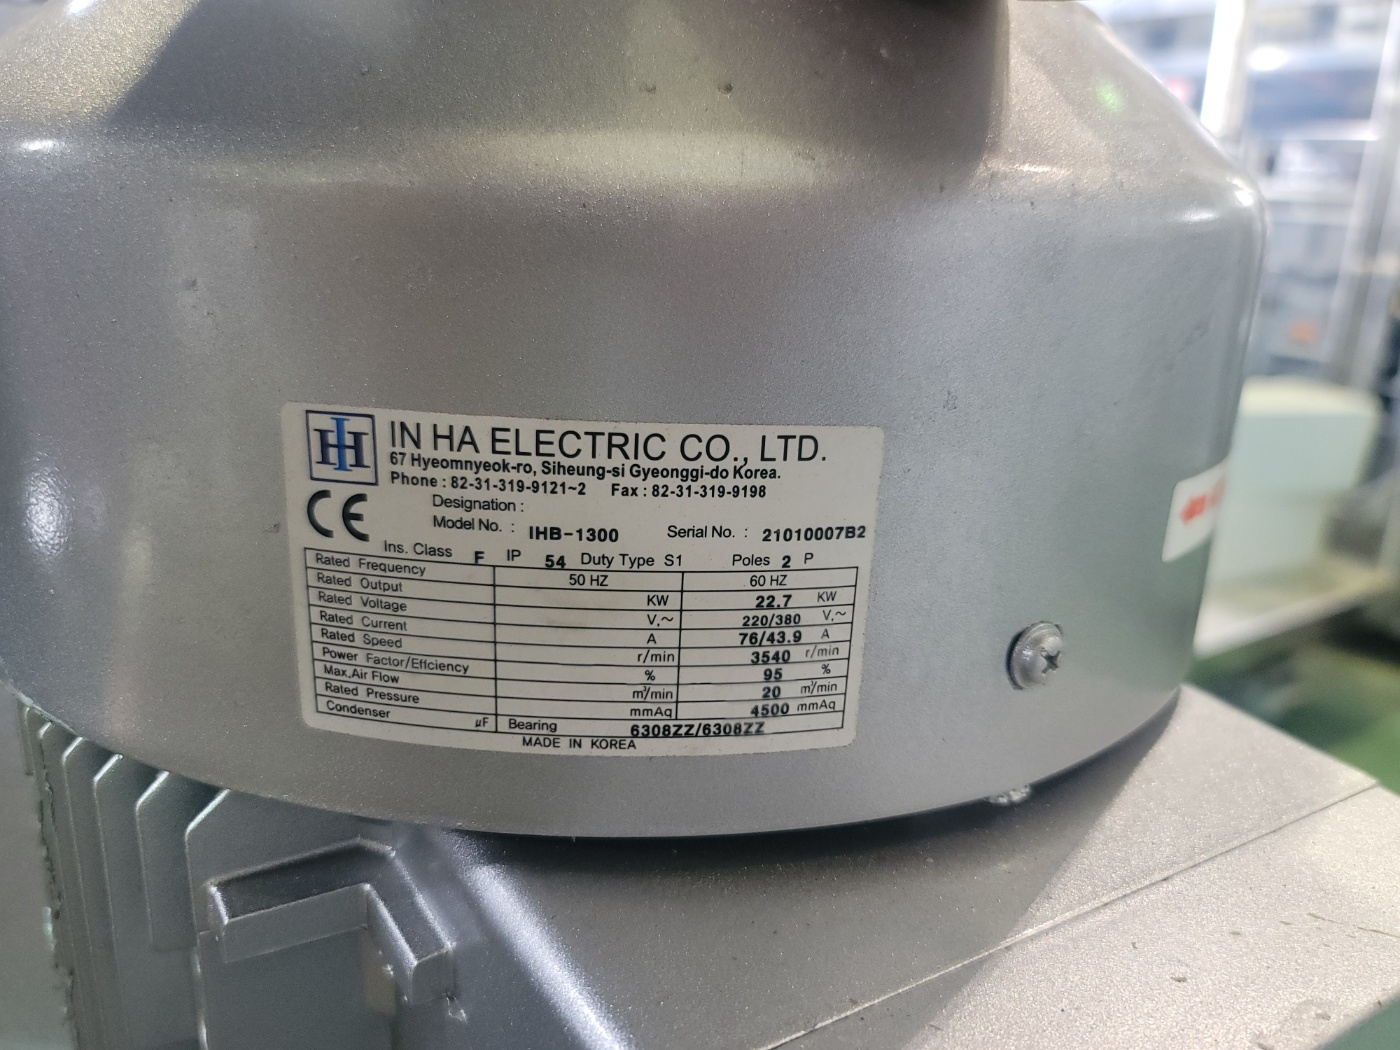 IH
IN HA ELECTRIC CO., LTD.
67 Hyeomnyeok-ro, Siheung-si Gyeonggi-do Korea.
Phone : 82-31-319-9121~2 Fax : 82-31-319-9198
CE
Designation :
Model No. : IHB-1300 Serial No. : 21010007B2
Ins. Class F IP 54 Duty Type S1 Poles 2 P
Rated Frequency 50 HZ 60 HZ
Rated Output KW 22.7 KW
Rated Voltage V,~ 220/380 V,~
Rated Current A 76/43.9 A
Rated Speed r/min 3540 r/min
Power Factor/Effciency % 95 %
Max,Air Flow m³/min 20 m³/min
Rated Pressure mmAq 4500 mmAq
Condenser µF Bearing 6308ZZ/6308ZZ
MADE IN KOREA